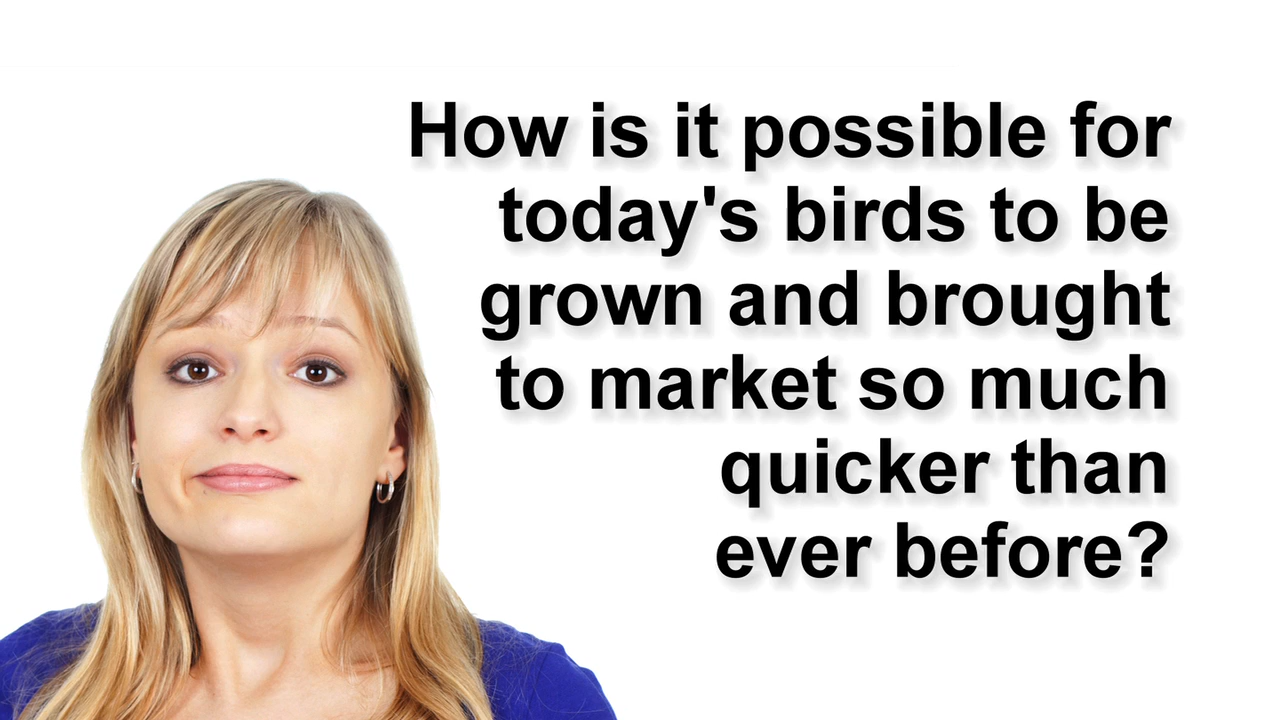 How is it possible for
today's birds to be
grown and brought
to market so much
quicker than
ever before?